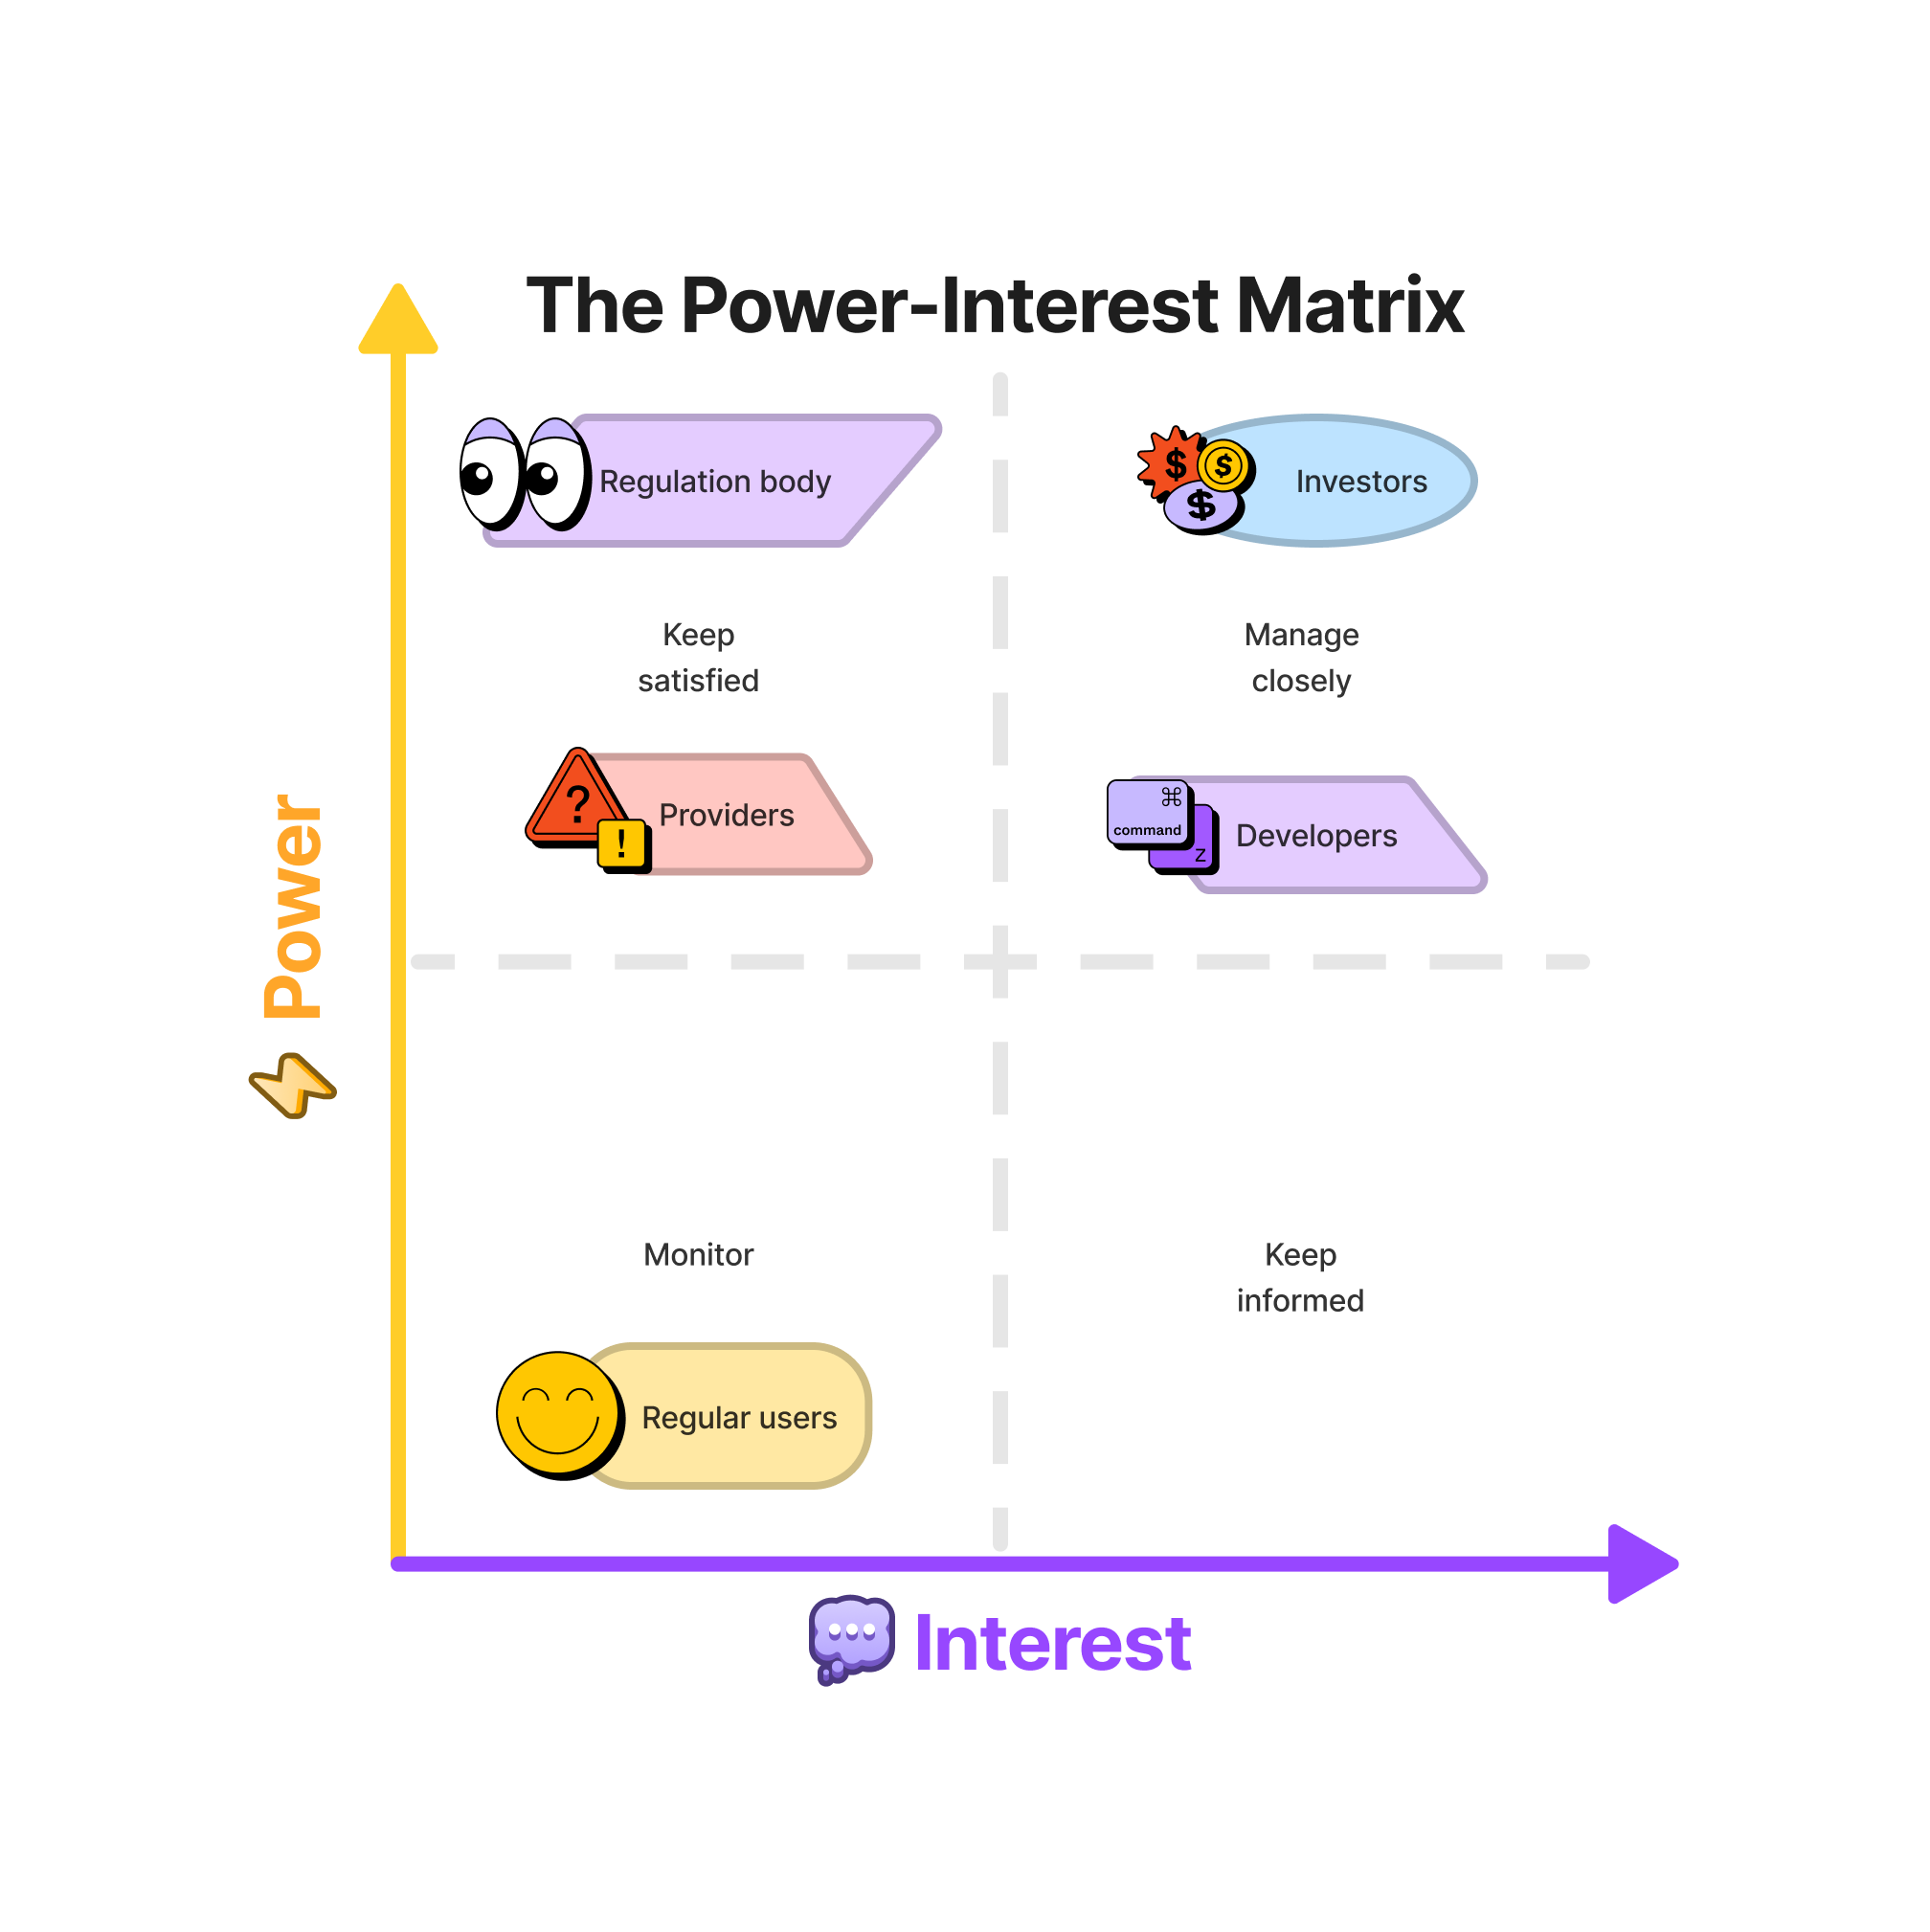 The Power-Interest Matrix
Regulation body
$
$
$
Investors
Keep
satisfied
Manage
closely
?
!
Providers
⌘
command
Z
Developers
Power
Monitor
Keep
informed
Regular users
Interest